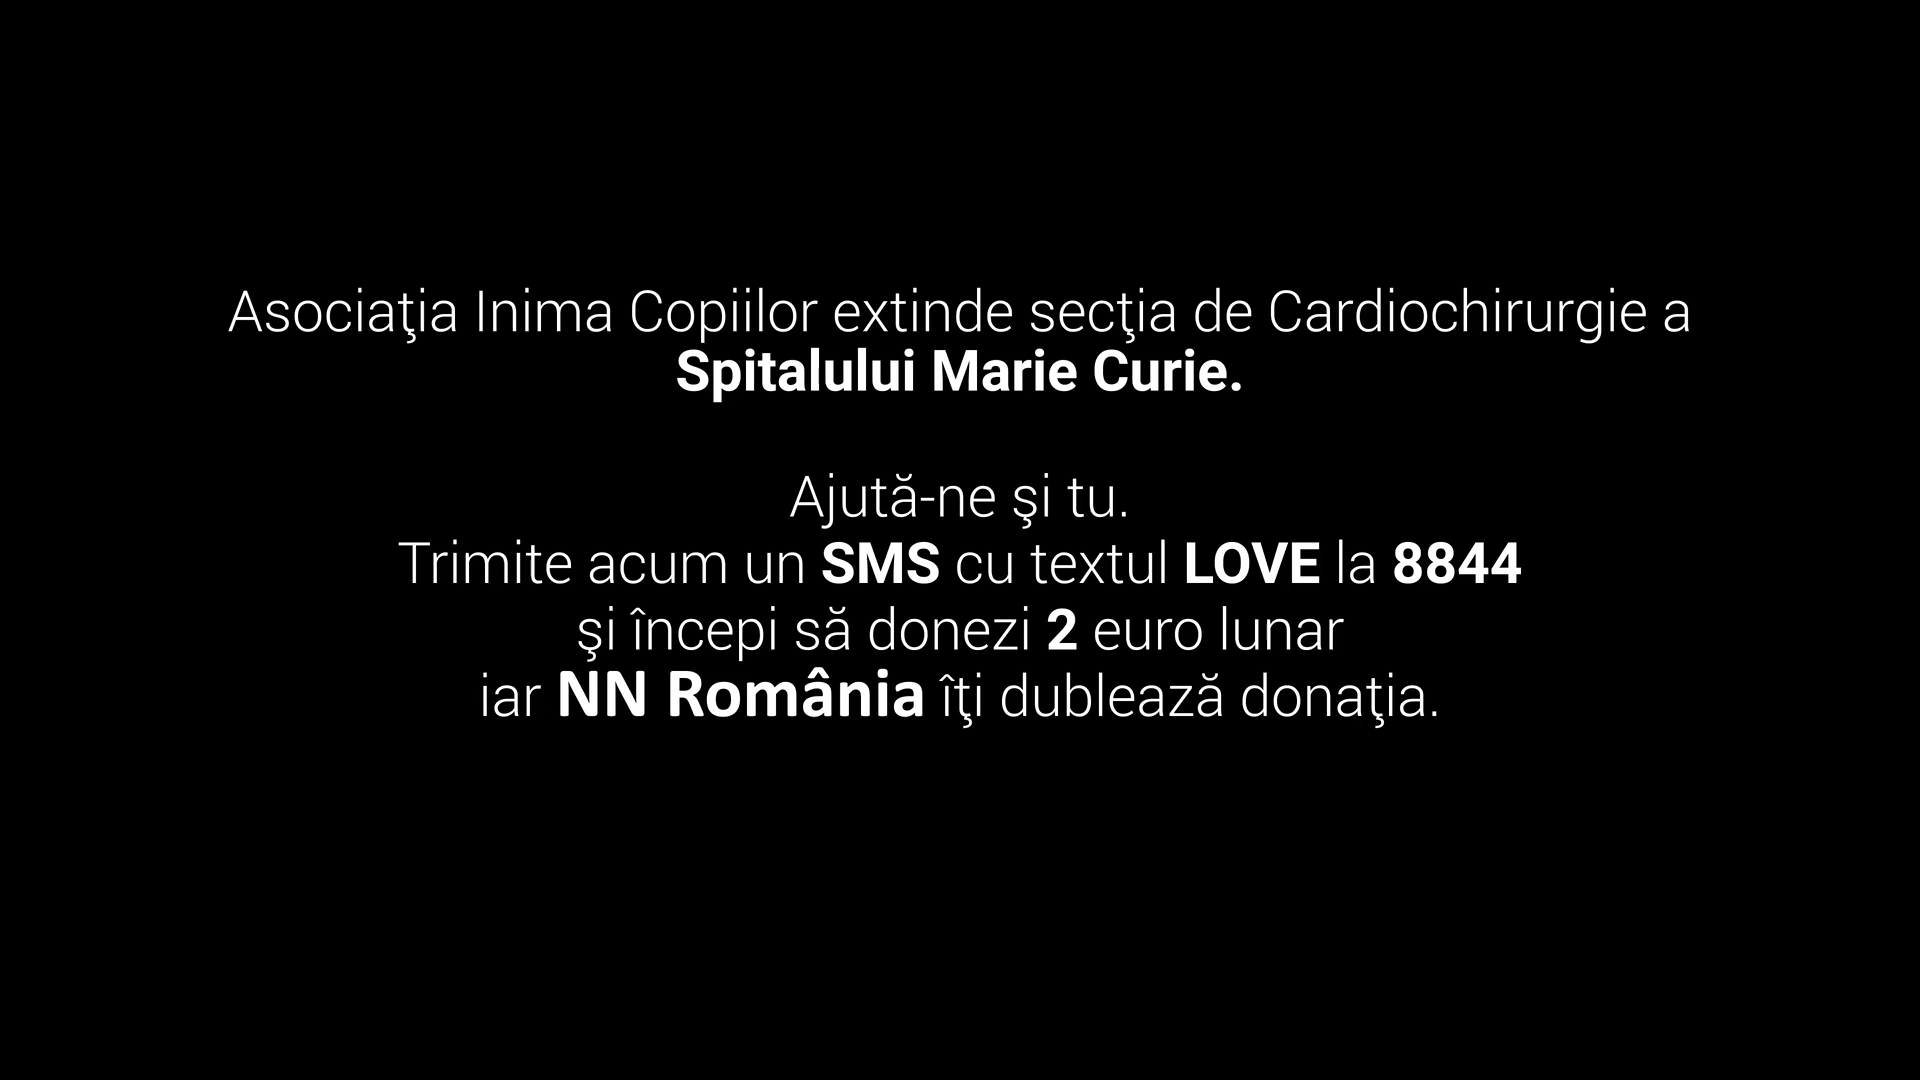 Asociaţia Inima Copiilor extinde secţia de Cardiochirurgie a
Spitalului Marie Curie.
Ajută-ne şi tu.
Trimite acum un SMS cu textul LOVE la 8844
şi începi să donezi 2 euro lunar
iar NN România îţi dublează donaţia.